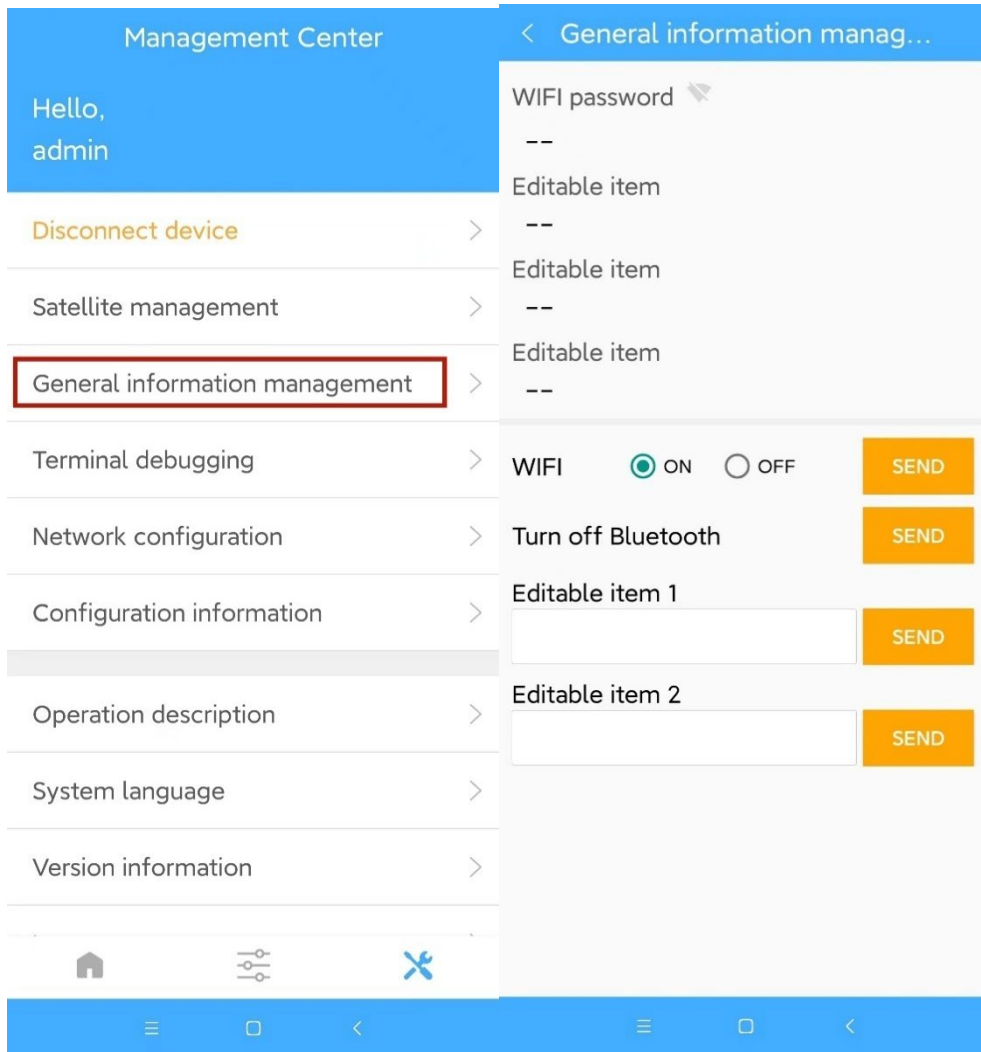 Management Center
Hello,
admin
Disconnect device
Satellite management
General information management
Terminal debugging
Network configuration
Configuration information
Operation description
System language
Version information
General information manag...
WIFI password
--
Editable item
--
Editable item
--
Editable item
--
WIFI ON OFF SEND
Turn off Bluetooth SEND
Editable item 1
SEND
Editable item 2
SEND